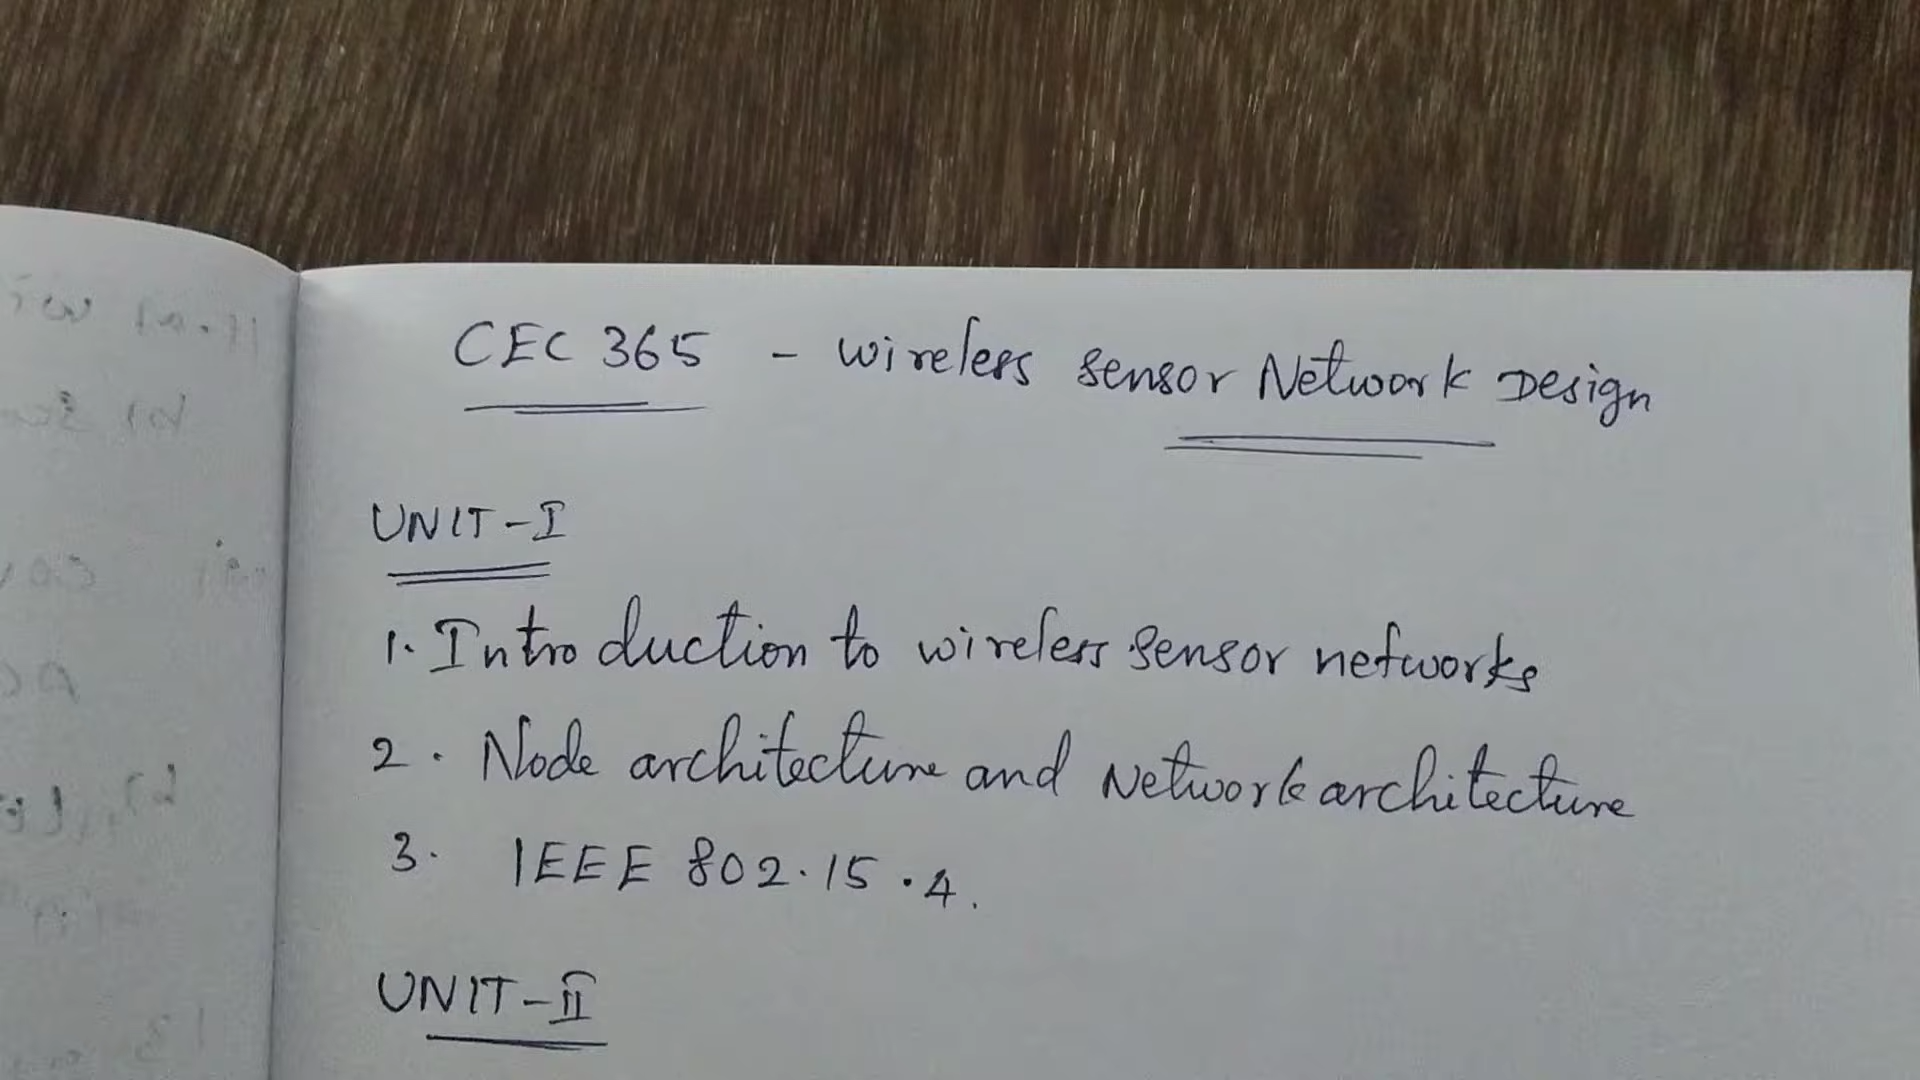 CEC 365 - wireless sensor Network Design
UNIT-I
1. Introduction to wireless sensor networks
2. Node architecture and Network architecture
3. IEEE 802.15.4.
UNIT-II